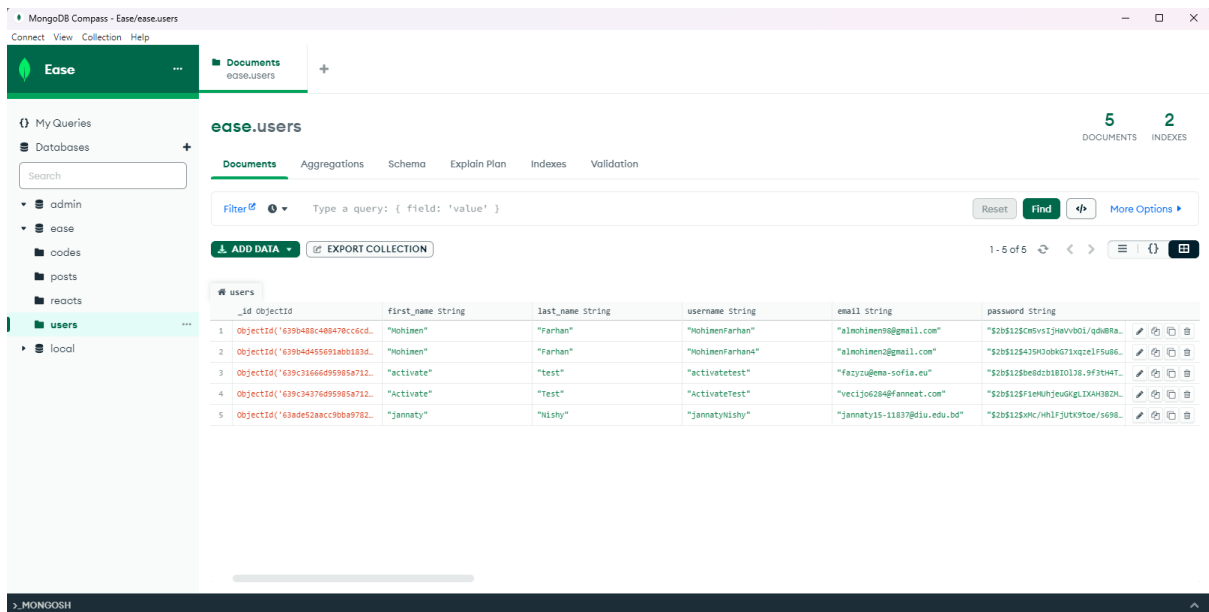 MongoDB Compass - Ease/ease.users
Connect View Collection Help
Ease ...
Documents
ease.users
+
{} My Queries
Databases +
Search
admin
ease
codes
posts
reacts
users ...
local
ease.users
5 DOCUMENTS 2 INDEXES
Documents Aggregations Schema Explain Plan Indexes Validation
Filter Type a query: { field: 'value' } Reset Find </> More Options
ADD DATA EXPORT COLLECTION 1 - 5 of 5 {}
users
_id ObjectId first_name String last_name String username String email String password String
1 "Mohimen" "Farhan" "MohimenFarhan" "almohimen98@gmail.com"
2 "Mohimen" "Farhan" "MohimenFarhan4" "almohimen2@gmail.com"
3 "activate" "test" "activatetest" "fazyzu@ema-sofia.eu"
4 "Activate" "Test" "ActivateTest" "vecijo6284@fanneat.com"
5 "jannaty" "Nishy" "jannatyNishy" "jannaty15-11837@diu.edu.bd"
>_MONGOSH